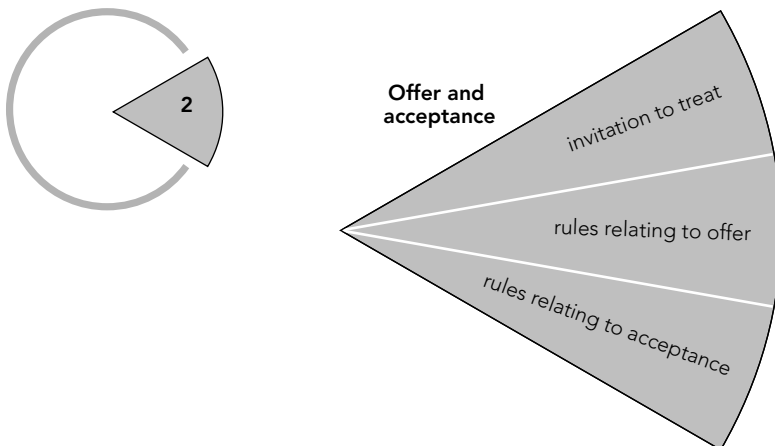 2
Offer and
acceptance
invitation to treat
rules relating to offer
rules relating to acceptance